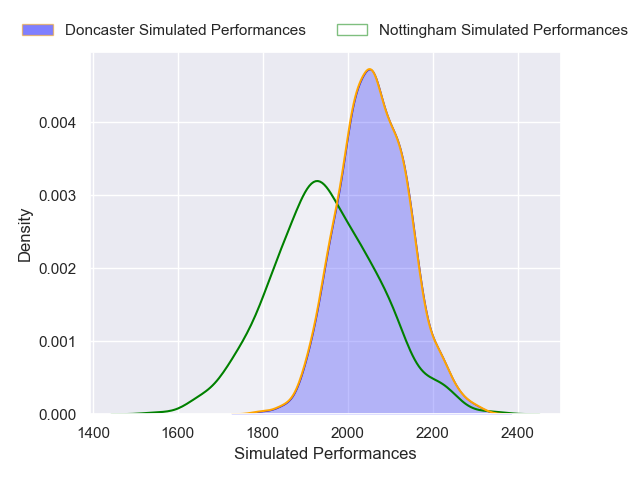 Doncaster Simulated Performances
Nottingham Simulated Performances
0.004
0.003
0.002
0.001
0.000
Density
1400 1600 1800 2000 2200 2400
Simulated Performances